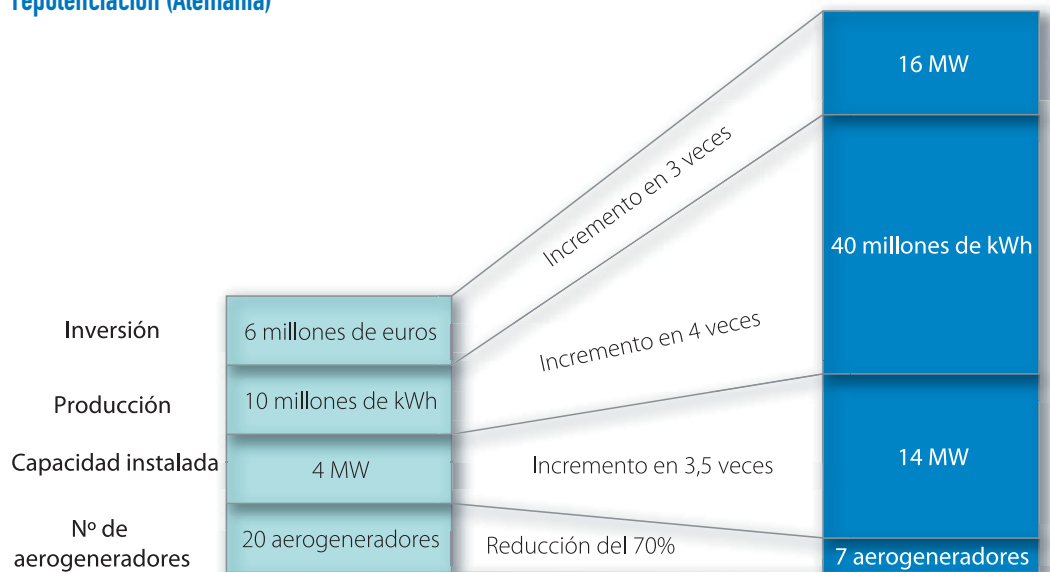 repotenciación (Alemania)
16 MW
Incremento en 3 veces
40 millones de kWh
Inversión
6 millones de euros
Incremento en 4 veces
Producción
10 millones de kWh
Capacidad instalada
4 MW
Incremento en 3,5 veces
14 MW
Nº de
aerogeneradores
20 aerogeneradores
Reducción del 70%
7 aerogeneradores